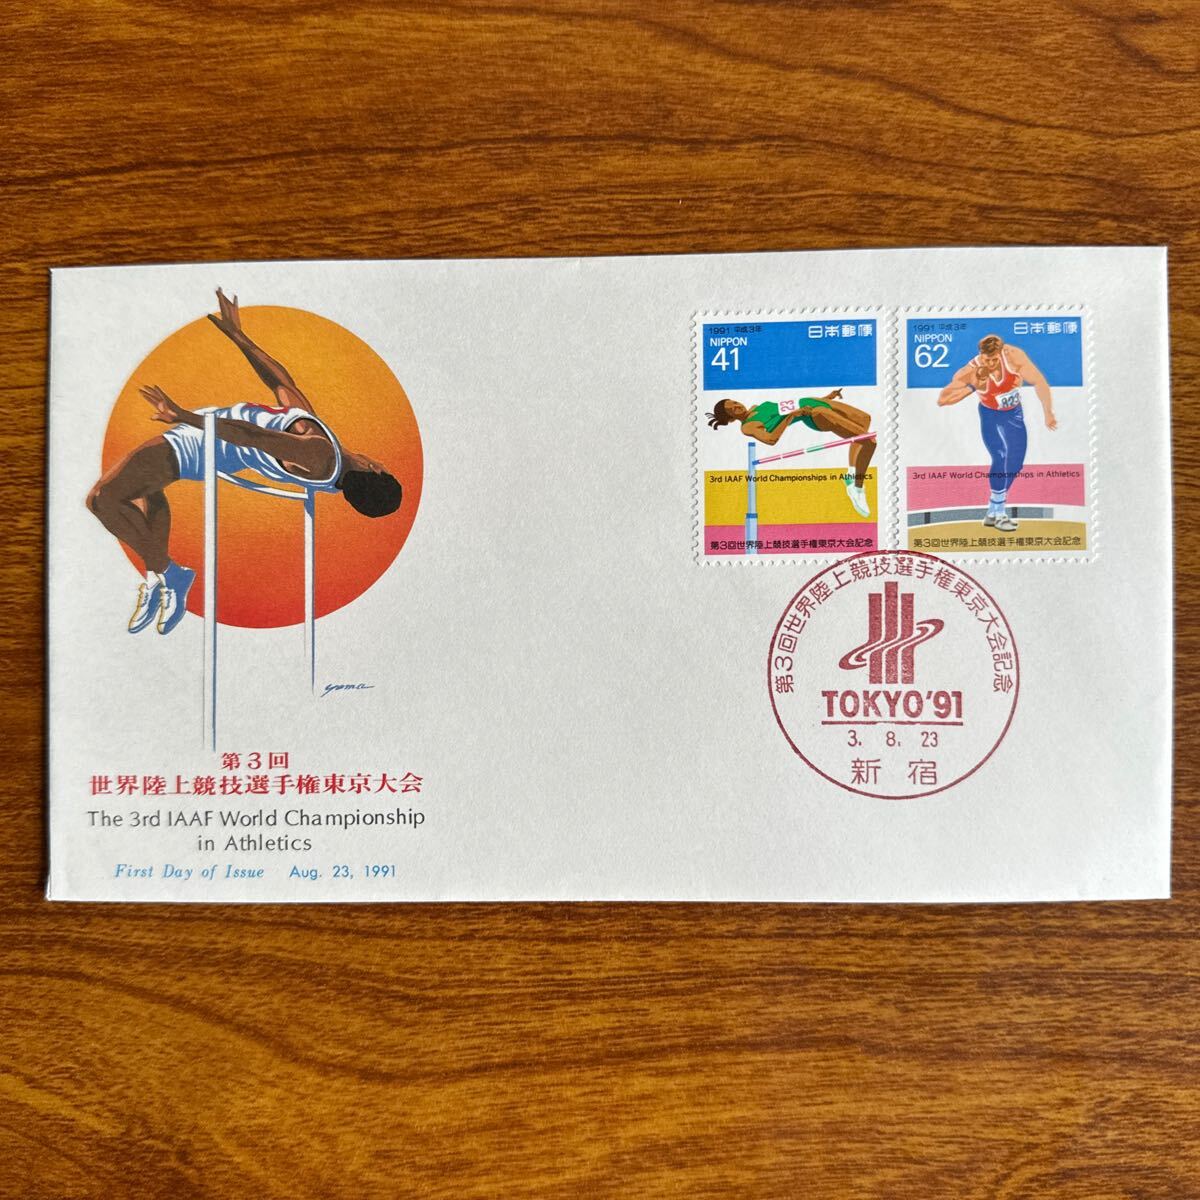 1991 平成3年
日本郵便
NIPPON
41
23
3rd IAAF World Championships in Athletics
第3回世界陸上競技選手権東京大会記念
1991 平成3年
日本郵便
NIPPON
62
823
3rd IAAF World Championships in Athletics
第3回世界陸上競技選手権東京大会記念
第3回世界陸上競技選手権東京大会記念
TOKYO'91
3. 8. 23
新宿
yama
第3回
世界陸上競技選手権東京大会
The 3rd IAAF World Championship
in Athletics
First Day of Issue Aug. 23, 1991